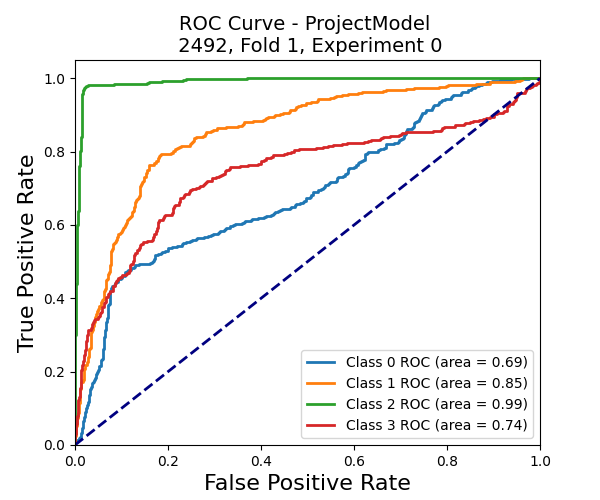 ROC Curve - ProjectModel
2492, Fold 1, Experiment 0
True Positive Rate
1.0
0.8
0.6
0.4
0.2
0.0
Class 0 ROC (area = 0.69)
Class 1 ROC (area = 0.85)
Class 2 ROC (area = 0.99)
Class 3 ROC (area = 0.74)
0.0 0.2 0.4 0.6 0.8 1.0
False Positive Rate